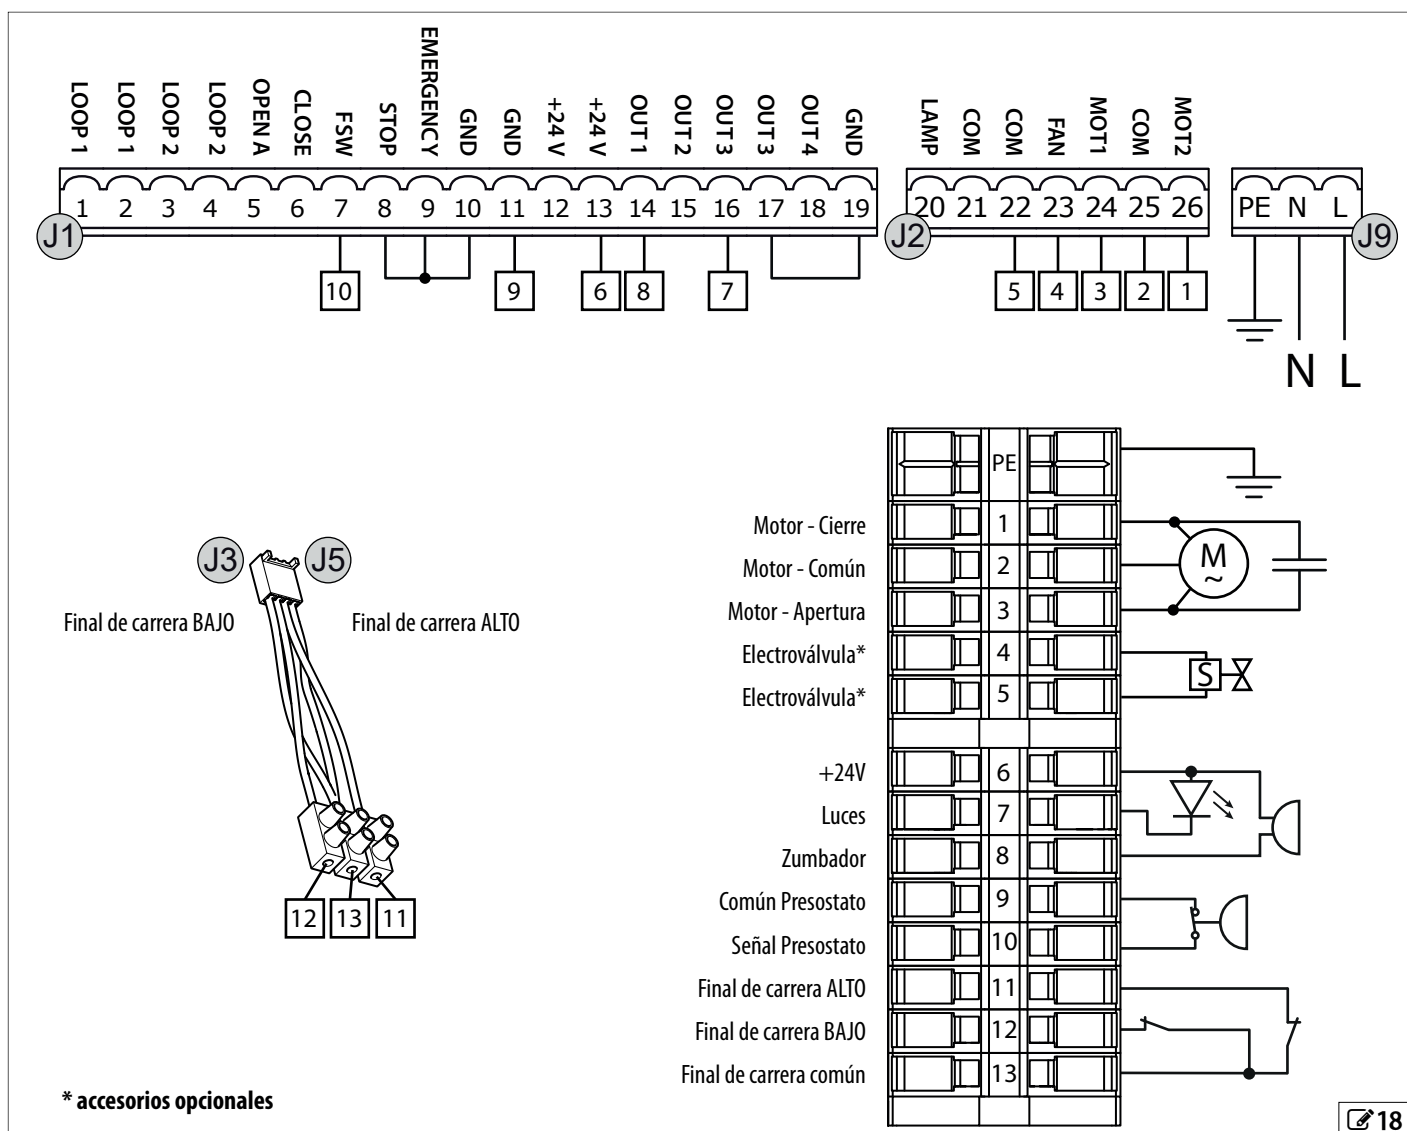 LOOP 1 LOOP 1 LOOP 2 LOOP 2 OPEN A CLOSE FSW STOP EMERGENCY GND GND +24 V +24 V OUT 1 OUT 2 OUT 3 OUT 3 OUT 4 GND LAMP COM COM FAN MOT1 COM MOT2
1 2 3 4 5 6 7 8 9 10 11 12 13 14 15 16 17 18 19 20 21 22 23 24 25 26 PE N L
J1 J2 J9
10 9 6 8 7 5 4 3 2 1
N L
PE
Motor - Cierre 1
M
~
Motor - Común 2
Motor - Apertura 3
Electroválvula* 4
S
Electroválvula* 5
+24V 6
Luces 7
Zumbador 8
Común Presostato 9
Señal Presostato 10
Final de carrera ALTO 11
Final de carrera BAJO 12
Final de carrera común 13
J3 J5
Final de carrera BAJO Final de carrera ALTO
12 13 11
* accesorios opcionales
18